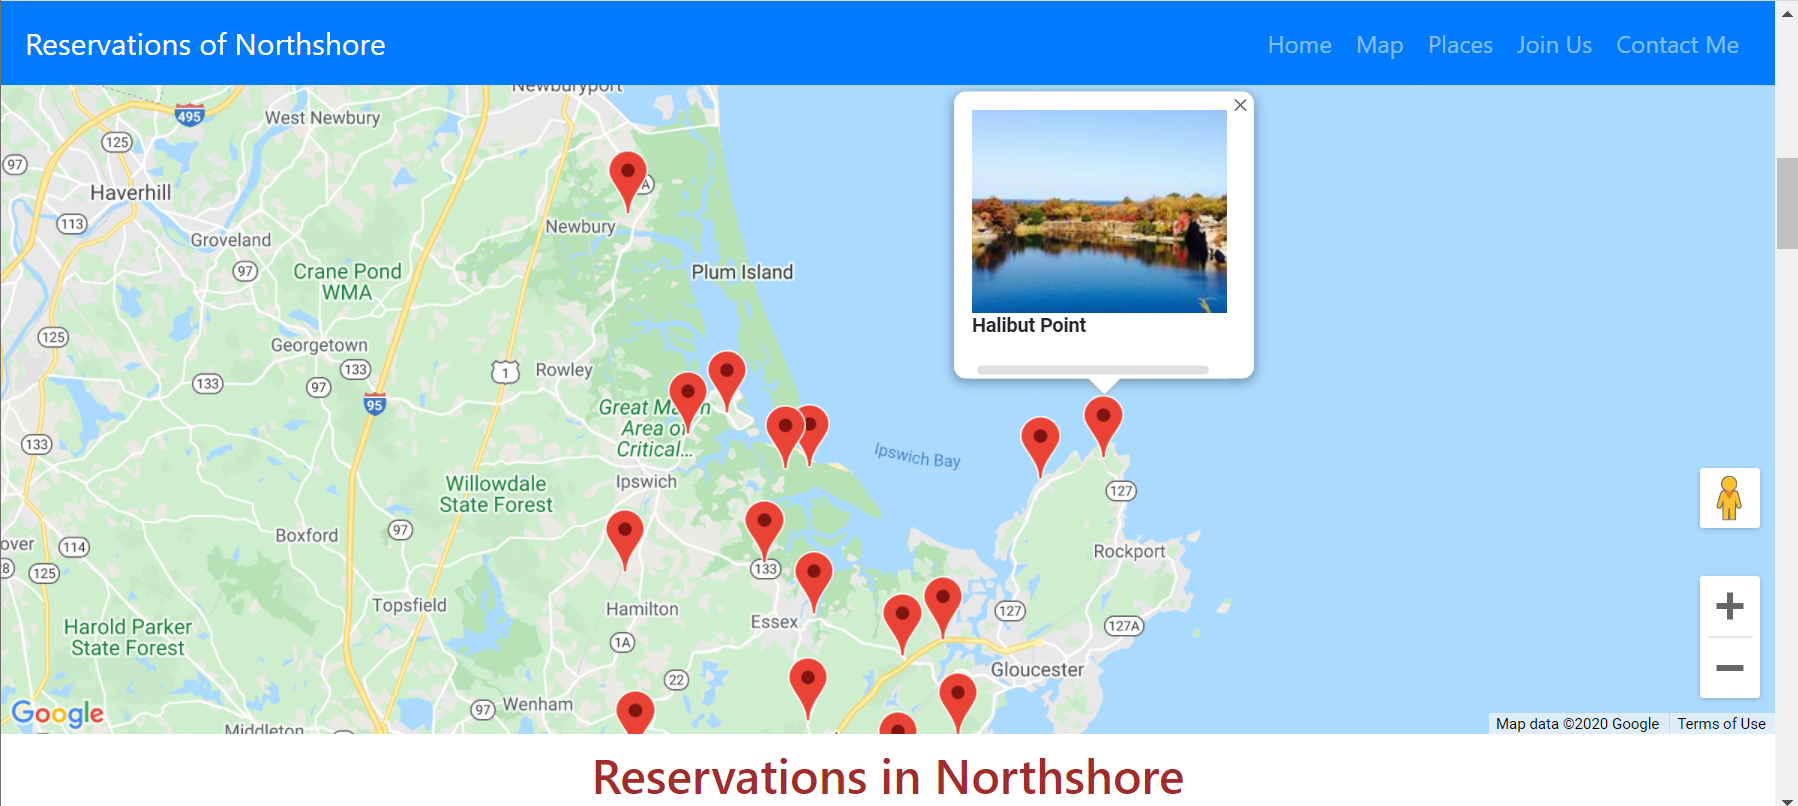 Reservations of Northshore
Home Map Places Join Us Contact Me
Newburyport
495
West Newbury
125
97
Haverhill
A
113
Newbury
Groveland
97
Crane Pond
WMA
Plum Island
Halibut Point
125
Georgetown
133
1
Rowley
133
97
95
Great Ma
Area of
Critical...
133
Ipswich Bay
Willowdale
State Forest
Ipswich
127
Boxford
97
over
114
Rockport
8
125
133
Topsfield
Hamilton
127
Essex
127A
Harold Parker
State Forest
1A
Gloucester
22
97
Wenham
Google
Middleton
Map data ©2020 Google
Terms of Use
Reservations in Northshore